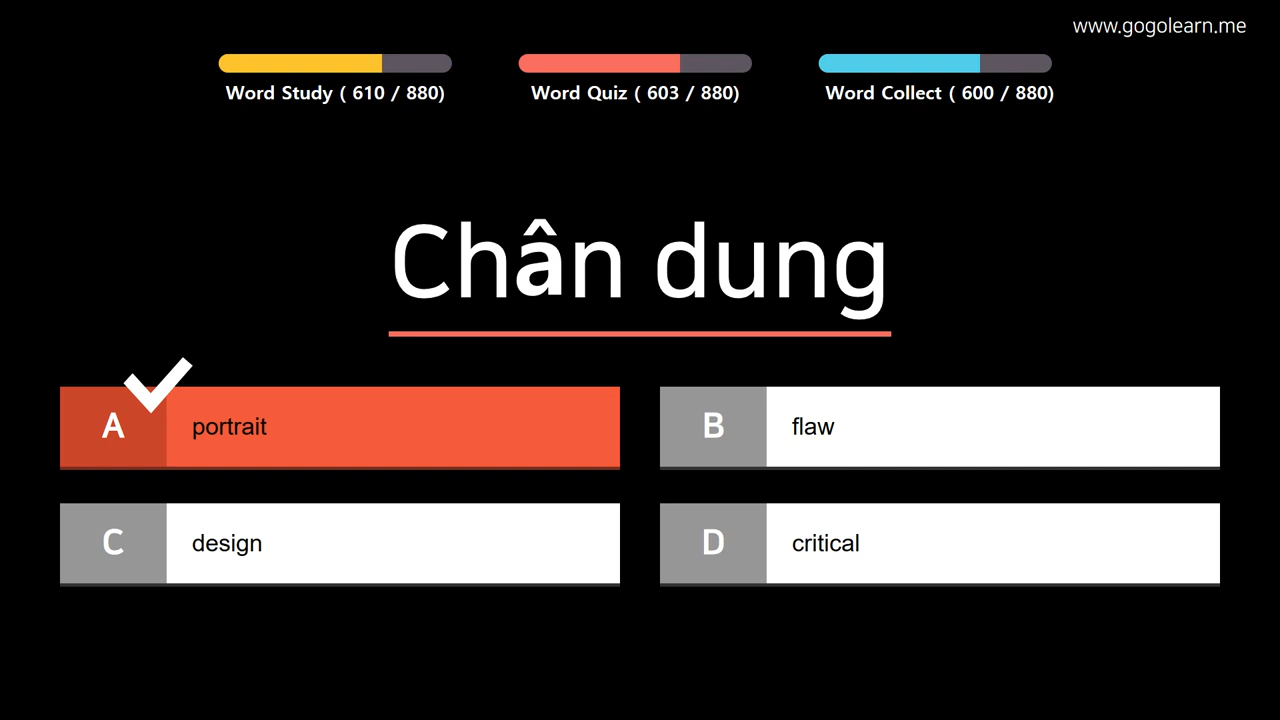 www.gogolearn.me
Word Study ( 610 / 880)
Word Quiz ( 603 / 880)
Word Collect ( 600 / 880)
Chân dung
A portrait
B flaw
C design
D critical